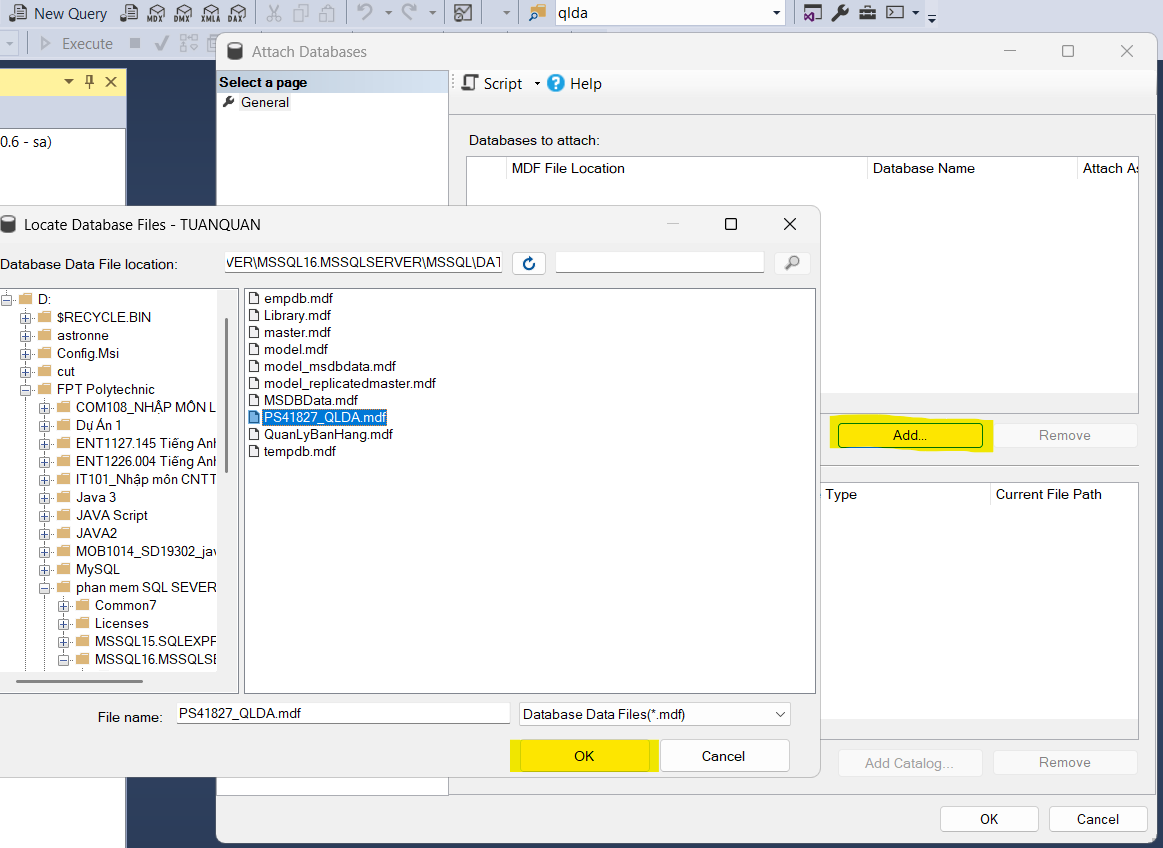 New Query MDX DMX XMLA DAX qlda
Execute
Attach Databases
Select a page
General
Script Help
0.6 - sa)
Databases to attach:
MDF File Location Database Name Attach As
Locate Database Files - TUANQUAN
Database Data File location: VER\MSSQL16.MSSQLSERVER\MSSQL\DAT
D:
$RECYCLE.BIN
astronne
Config.Msi
cut
FPT Polytechnic
COM108_NHẬP MÔN L
Dự Án 1
ENT1127.145 Tiếng Anh
ENT1226.004 Tiếng Anh
IT101_Nhập môn CNTT
Java 3
JAVA Script
JAVA2
MOB1014_SD19302_jav
MySQL
phan mem SQL SEVER
Common7
Licenses
MSSQL15.SQLEXPF
MSSQL16.MSSQLSE
empdb.mdf
Library.mdf
master.mdf
model.mdf
model_msdbdata.mdf
model_replicatedmaster.mdf
MSDBData.mdf
PS41827_QLDA.mdf
QuanLyBanHang.mdf
tempdb.mdf
Add... Remove
Type Current File Path
File name: PS41827_QLDA.mdf Database Data Files(*.mdf)
OK Cancel
Add Catalog... Remove
OK Cancel